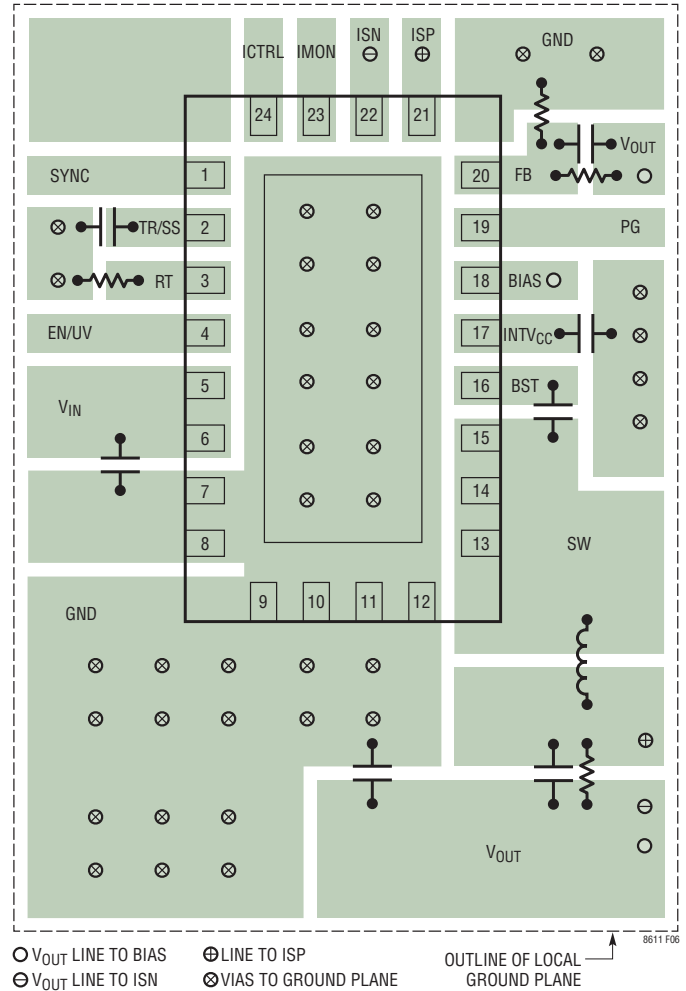 ISN ISP
GND
ICTRL IMON
24 23 22 21
VOUT
SYNC 1 20 FB
TR/SS 2 19 PG
RT 3 18 BIAS
EN/UV 4 17 INTVCC
5 16 BST
VIN
6 15
7 14
8 13 SW
9 10 11 12
GND
VOUT
8611 F06
VOUT LINE TO BIAS
LINE TO ISP
VOUT LINE TO ISN
VIAS TO GROUND PLANE
OUTLINE OF LOCAL
GROUND PLANE